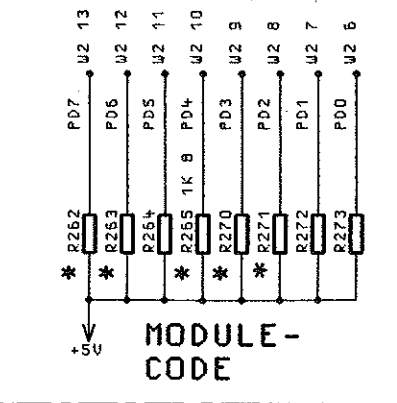 W2 13
W2 12
W2 11
W2 10
W2 9
W2 8
W2 7
W2 6
PD7
PD6
PD5
PD4
PD3
PD2
PD1
PD0
1K 8
R262
R263
R264
R265
R270
R271
R272
R273
* * * * *
+5V
MODULE-
CODE